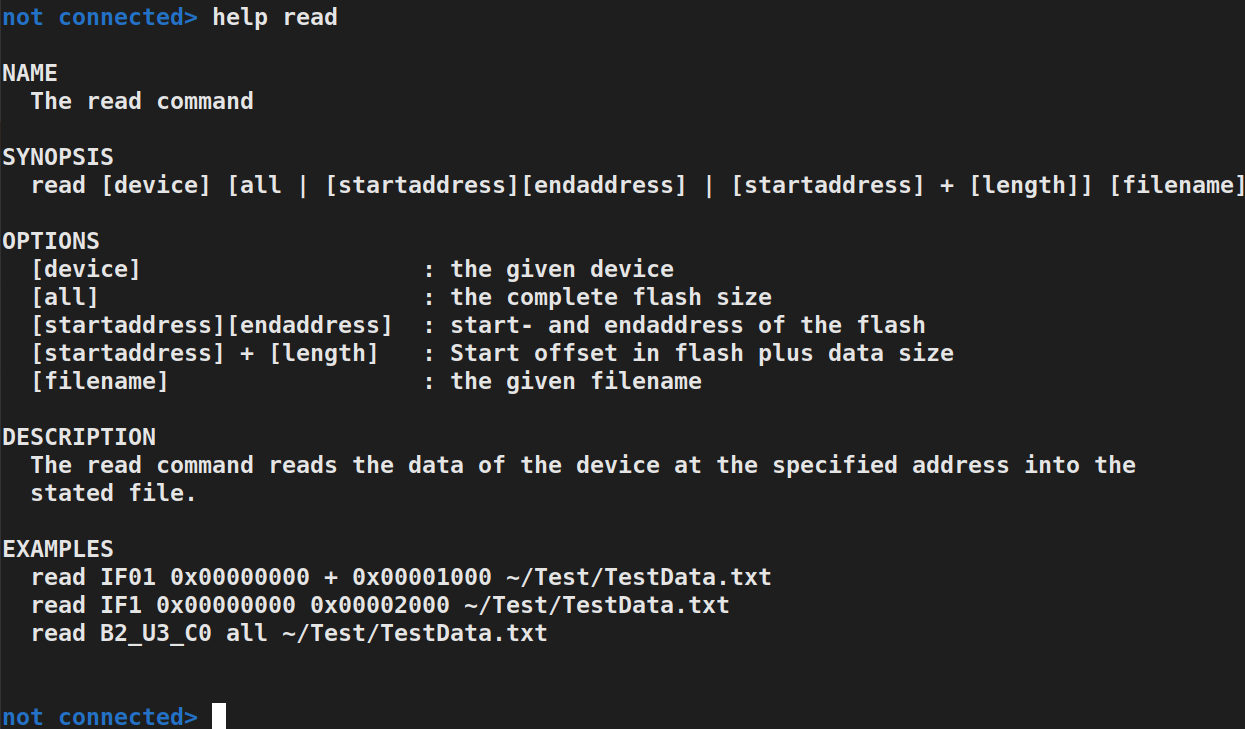 not connected> help read
NAME
The read command
SYNOPSIS
read [device] [all | [startaddress][endaddress] | [startaddress] + [length]] [filename]
OPTIONS
[device] : the given device
[all] : the complete flash size
[startaddress][endaddress] : start- and endaddress of the flash
[startaddress] + [length] : Start offset in flash plus data size
[filename] : the given filename
DESCRIPTION
The read command reads the data of the device at the specified address into the
stated file.
EXAMPLES
read IF01 0x00000000 + 0x00001000 ~/Test/TestData.txt
read IF1 0x00000000 0x00002000 ~/Test/TestData.txt
read B2_U3_C0 all ~/Test/TestData.txt
not connected>